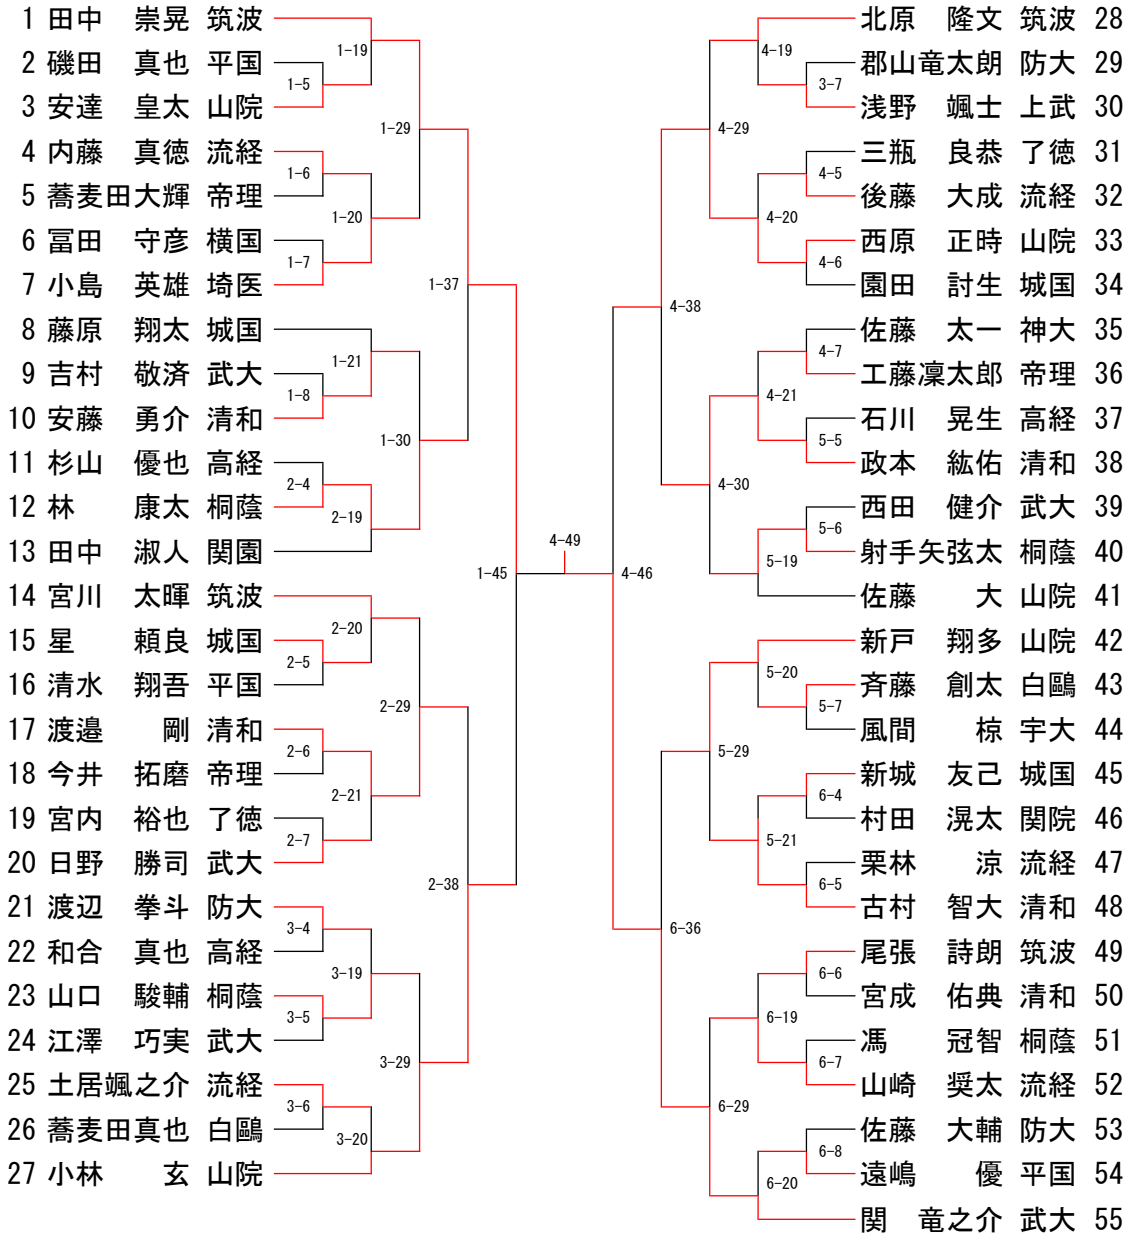 1 田中 崇晃 筑波
2 磯田 真也 平国
3 安達 皇太 山院
4 内藤 真徳 流経
5 蕎麦田大輝 帝理
6 冨田 守彦 横国
7 小島 英雄 埼医
8 藤原 翔太 城国
9 吉村 敬済 武大
10 安藤 勇介 清和
11 杉山 優也 高経
12 林 康太 桐蔭
13 田中 淑人 関園
14 宮川 太暉 筑波
15 星 頼良 城国
16 清水 翔吾 平国
17 渡邉 剛 清和
18 今井 拓磨 帝理
19 宮内 裕也 了徳
20 日野 勝司 武大
21 渡辺 拳斗 防大
22 和合 真也 高経
23 山口 駿輔 桐蔭
24 江澤 巧実 武大
25 土居颯之介 流経
26 蕎麦田真也 白鷗
27 小林 玄 山院
1-5
1-6
1-7
1-8
2-4
2-5
2-6
2-7
3-4
3-5
3-6
1-19
1-20
1-21
2-19
2-20
2-21
3-19
3-20
1-29
1-30
2-29
3-29
1-37
2-38
1-45
4-49
4-46
4-38
6-36
4-29
4-30
5-29
6-29
4-19
4-20
4-21
5-19
5-20
5-21
6-19
6-20
3-7
4-5
4-6
4-7
5-5
5-6
5-7
6-4
6-5
6-6
6-7
6-8
北原 隆文 筑波 28
郡山竜太朗 防大 29
浅野 颯士 上武 30
三瓶 良恭 了徳 31
後藤 大成 流経 32
西原 正時 山院 33
園田 討生 城国 34
佐藤 太一 神大 35
工藤凜太郎 帝理 36
石川 晃生 高経 37
政本 紘佑 清和 38
西田 健介 武大 39
射手矢弦太 桐蔭 40
佐藤 大 山院 41
新戸 翔多 山院 42
斉藤 創太 白鷗 43
風間 椋 宇大 44
新城 友己 城国 45
村田 滉太 関院 46
栗林 涼 流経 47
古村 智大 清和 48
尾張 詩朗 筑波 49
宮成 佑典 清和 50
馮 冠智 桐蔭 51
山崎 奨太 流経 52
佐藤 大輔 防大 53
遠嶋 優 平国 54
関 竜之介 武大 55